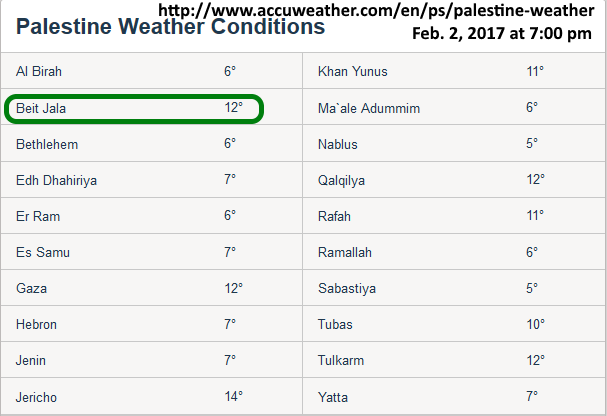 http://www.accuweather.com/en/ps/palestine-weather
Palestine Weather Conditions
Feb. 2, 2017 at 7:00 pm
Al Birah 6° Khan Yunus 11°
Beit Jala 12° Ma`ale Adummim 6°
Bethlehem 6° Nablus 5°
Edh Dhahiriya 7° Qalqilya 12°
Er Ram 6° Rafah 11°
Es Samu 7° Ramallah 6°
Gaza 12° Sabastiya 5°
Hebron 7° Tubas 10°
Jenin 7° Tulkarm 12°
Jericho 14° Yatta 7°